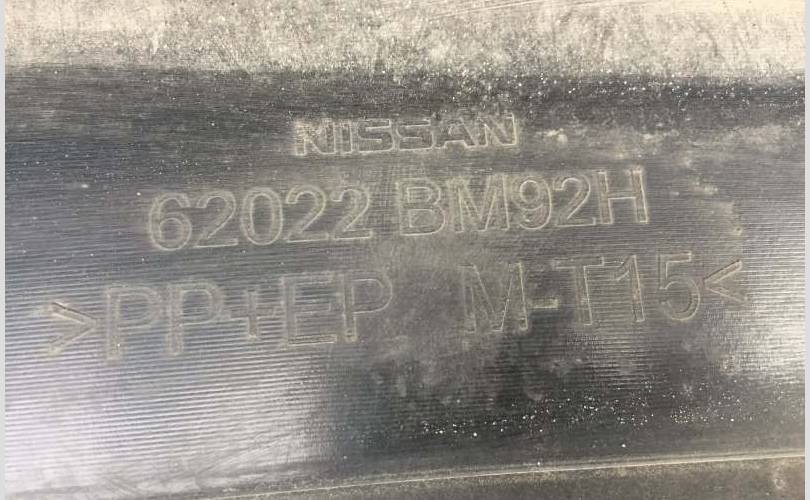 NISSAN
62022 BM92H
>PP+EP M-T15<